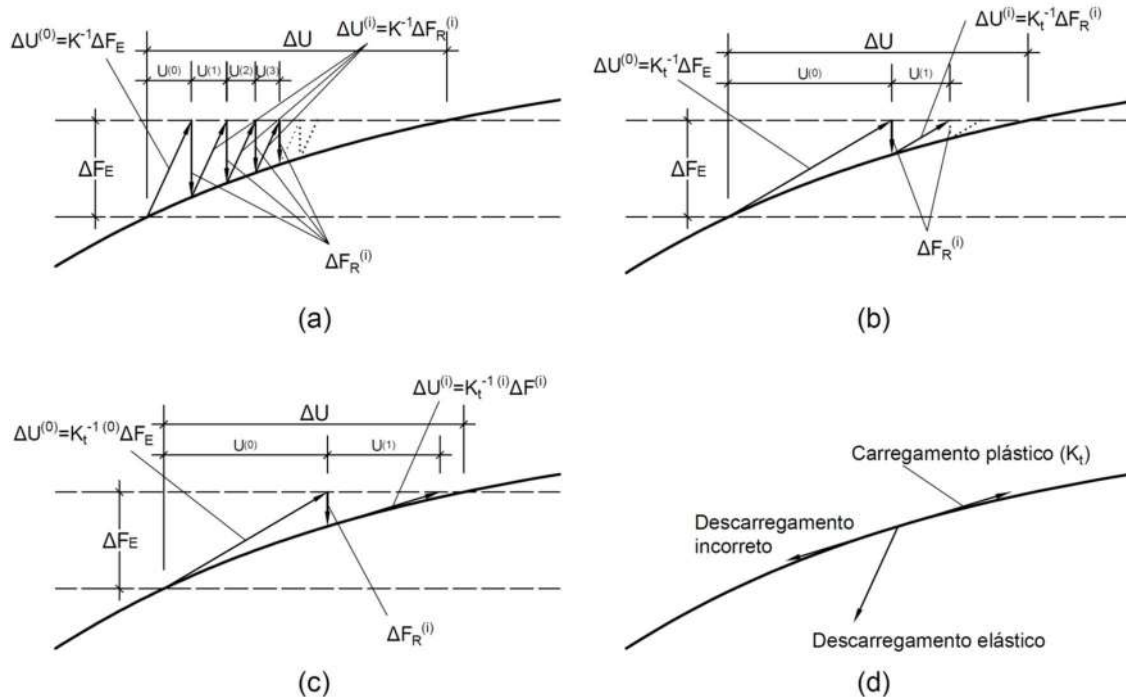 ΔU⁽⁰⁾=K⁻¹ΔF_E
ΔU⁽ⁱ⁾=K⁻¹ΔF_R⁽ⁱ⁾
ΔU
U(0) U(1) U(2) U(3)
ΔF_E
ΔF_R⁽ⁱ⁾
(a)
ΔU⁽ⁱ⁾=K_t⁻¹ΔF_R⁽ⁱ⁾
ΔU
ΔU⁽⁰⁾=K_t⁻¹ΔF_E
U(0) U(1)
ΔF_E
ΔF_R⁽ⁱ⁾
(b)
ΔU⁽ⁱ⁾=K_t⁻¹ ⁽ⁱ⁾ΔF⁽ⁱ⁾
ΔU
ΔU⁽⁰⁾=K_t⁻¹ ⁽⁰⁾ΔF_E
U(0) U(1)
ΔF_E
ΔF_R⁽ⁱ⁾
(c)
Carregamento plástico (K_t)
Descarregamento
incorreto
Descarregamento elástico
(d)